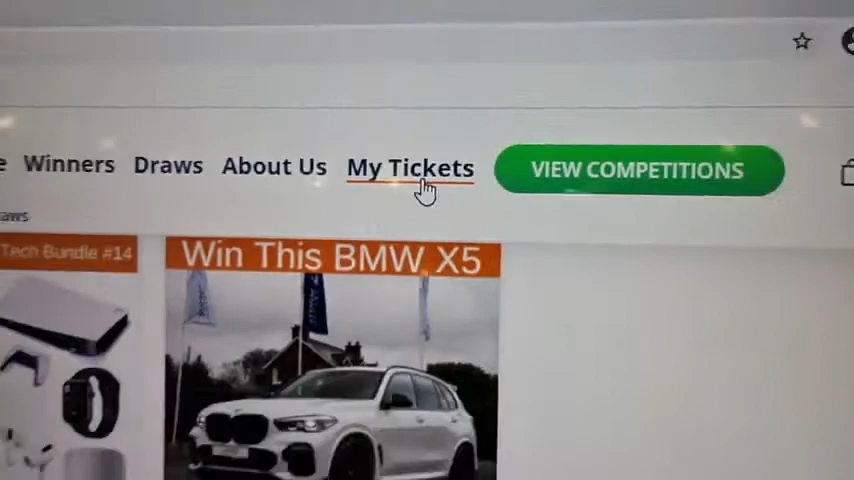 e Winners Draws About Us My Tickets VIEW COMPETITIONS
aws
Tech Bundle #14
Win This BMW X5